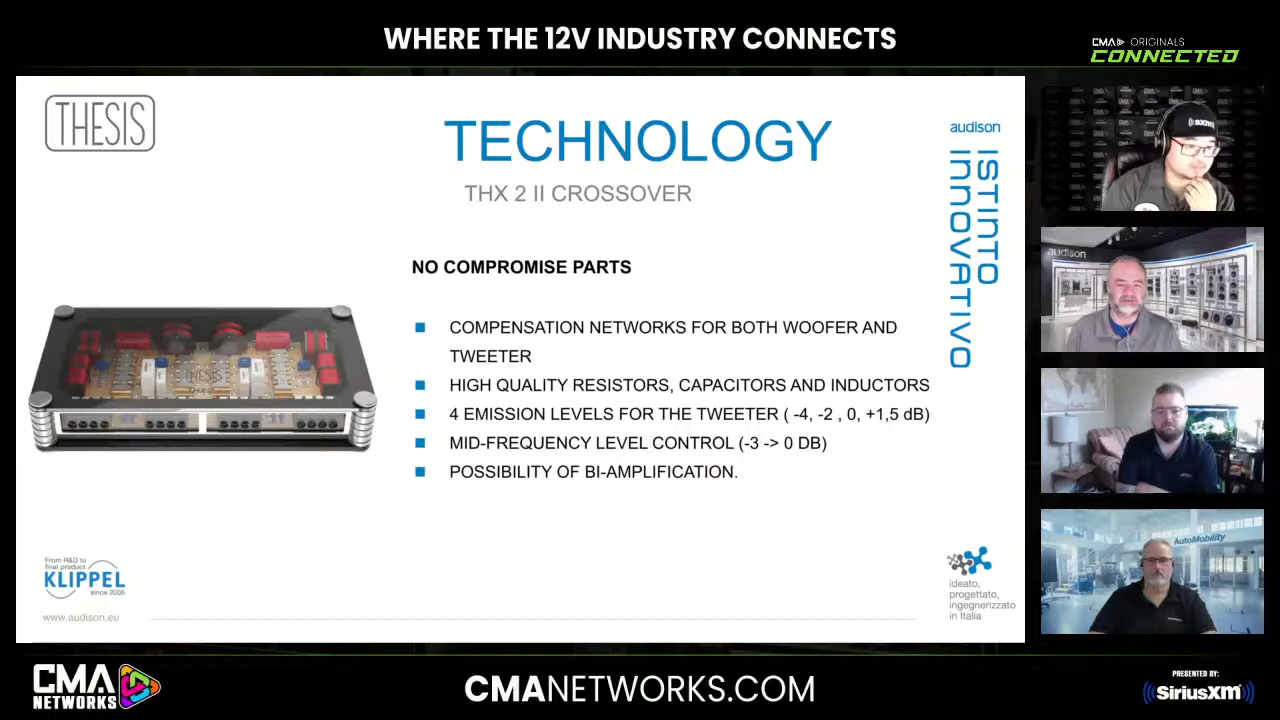 WHERE THE 12V INDUSTRY CONNECTS
CMA ORIGINALS
CONNECTED
THESIS
TECHNOLOGY
THX 2 II CROSSOVER
audison
ISTINTO
INNOVATIVO
NO COMPROMISE PARTS
COMPENSATION NETWORKS FOR BOTH WOOFER AND
TWEETER
HIGH QUALITY RESISTORS, CAPACITORS AND INDUCTORS
4 EMISSION LEVELS FOR THE TWEETER ( -4, -2 , 0, +1,5 dB)
MID-FREQUENCY LEVEL CONTROL (-3 -> 0 DB)
POSSIBILITY OF BI-AMPLIFICATION.
THESIS
From R&D to
final product
KLIPPEL
since 2005
www.audison.eu
ideato,
progettato,
ingegnerizzato
in Italia
audison
AutoMobility
CMA
NETWORKS
CMANETWORKS.COM
PRESENTED BY:
SiriusXM